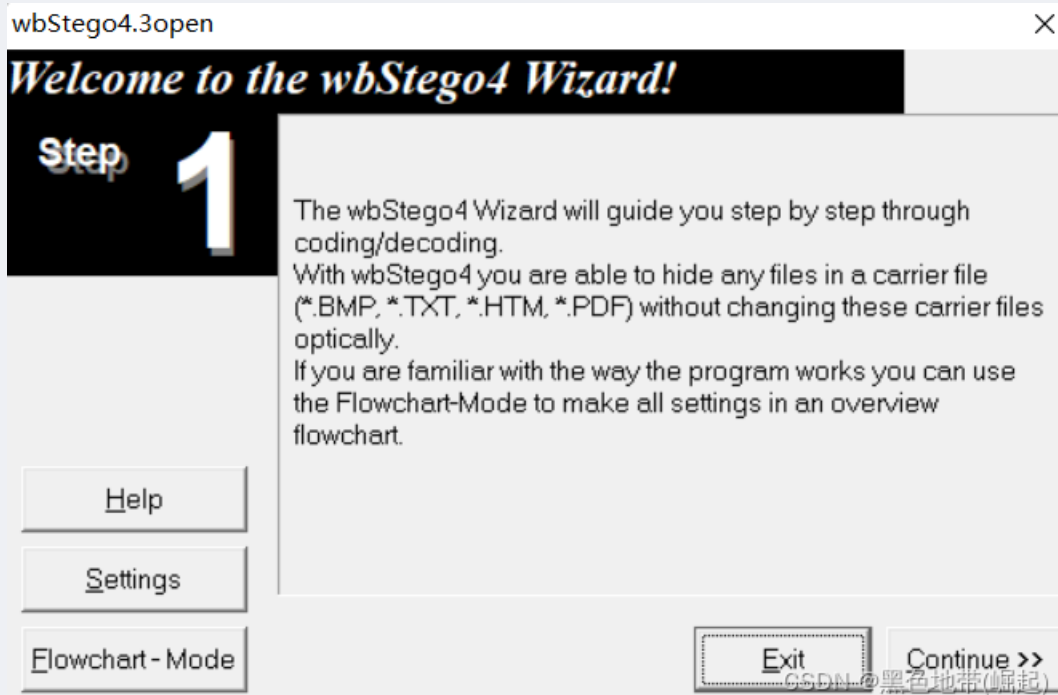 wbStego4.3open
Welcome to the wbStego4 Wizard!
Step 1
The wbStego4 Wizard will guide you step by step through
coding/decoding.
With wbStego4 you are able to hide any files in a carrier file
(*.BMP, *.TXT, *.HTM, *.PDF) without changing these carrier files
optically.
If you are familiar with the way the program works you can use
the Flowchart-Mode to make all settings in an overview
flowchart.
Help
Settings
Flowchart - Mode
Exit
Continue >>
CSDN @黑色地带(崛起)